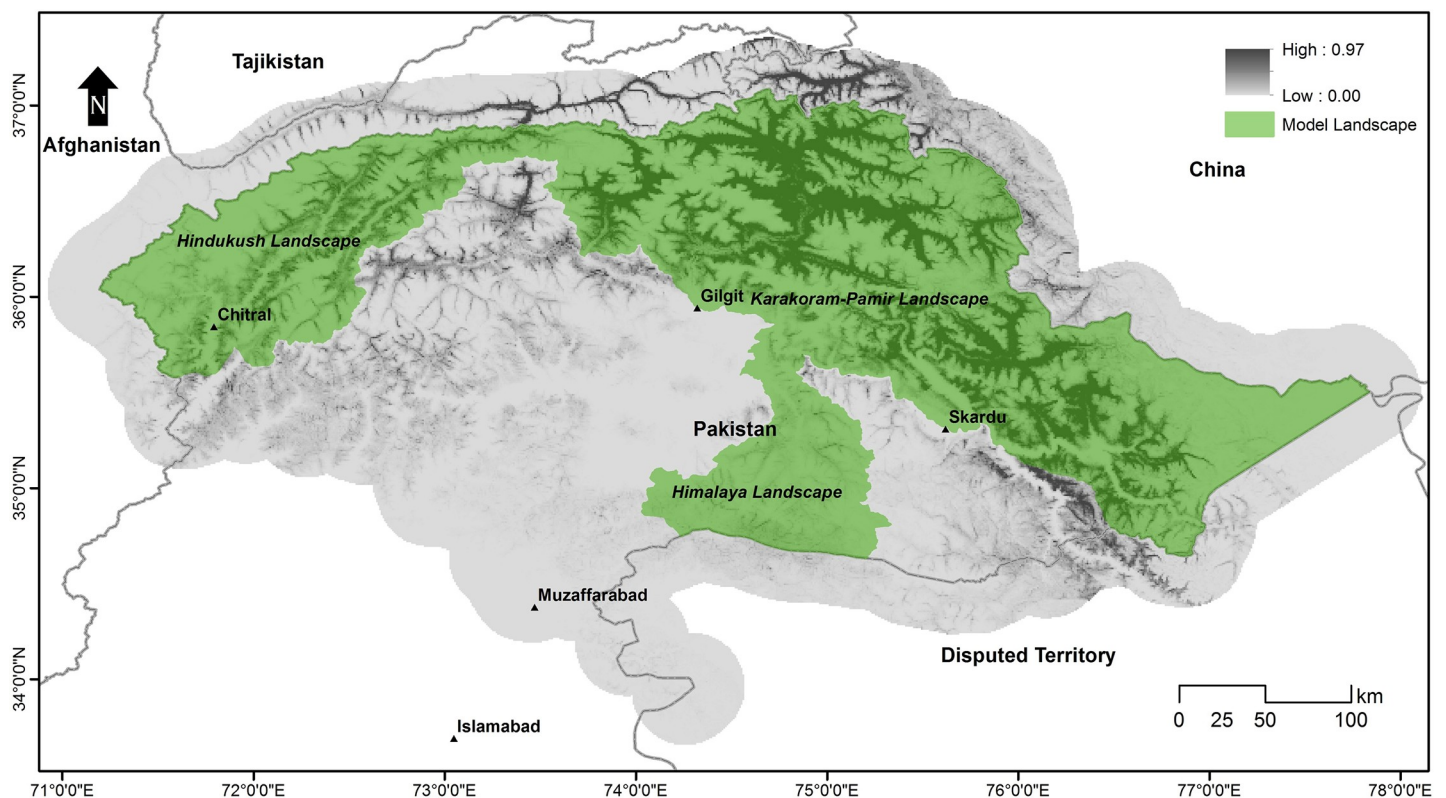 Tajikistan
High : 0.97
Low : 0.00
Model Landscape
N
Afghanistan
China
Hindukush Landscape
Chitral
Gilgit
Karakoram-Pamir Landscape
Skardu
Pakistan
Himalaya Landscape
Muzaffarabad
Disputed Territory
Islamabad
km
0 25 50 100
37°0'0"N
36°0'0"N
35°0'0"N
34°0'0"N
71°0'0"E 72°0'0"E 73°0'0"E 74°0'0"E 75°0'0"E 76°0'0"E 77°0'0"E 78°0'0"E